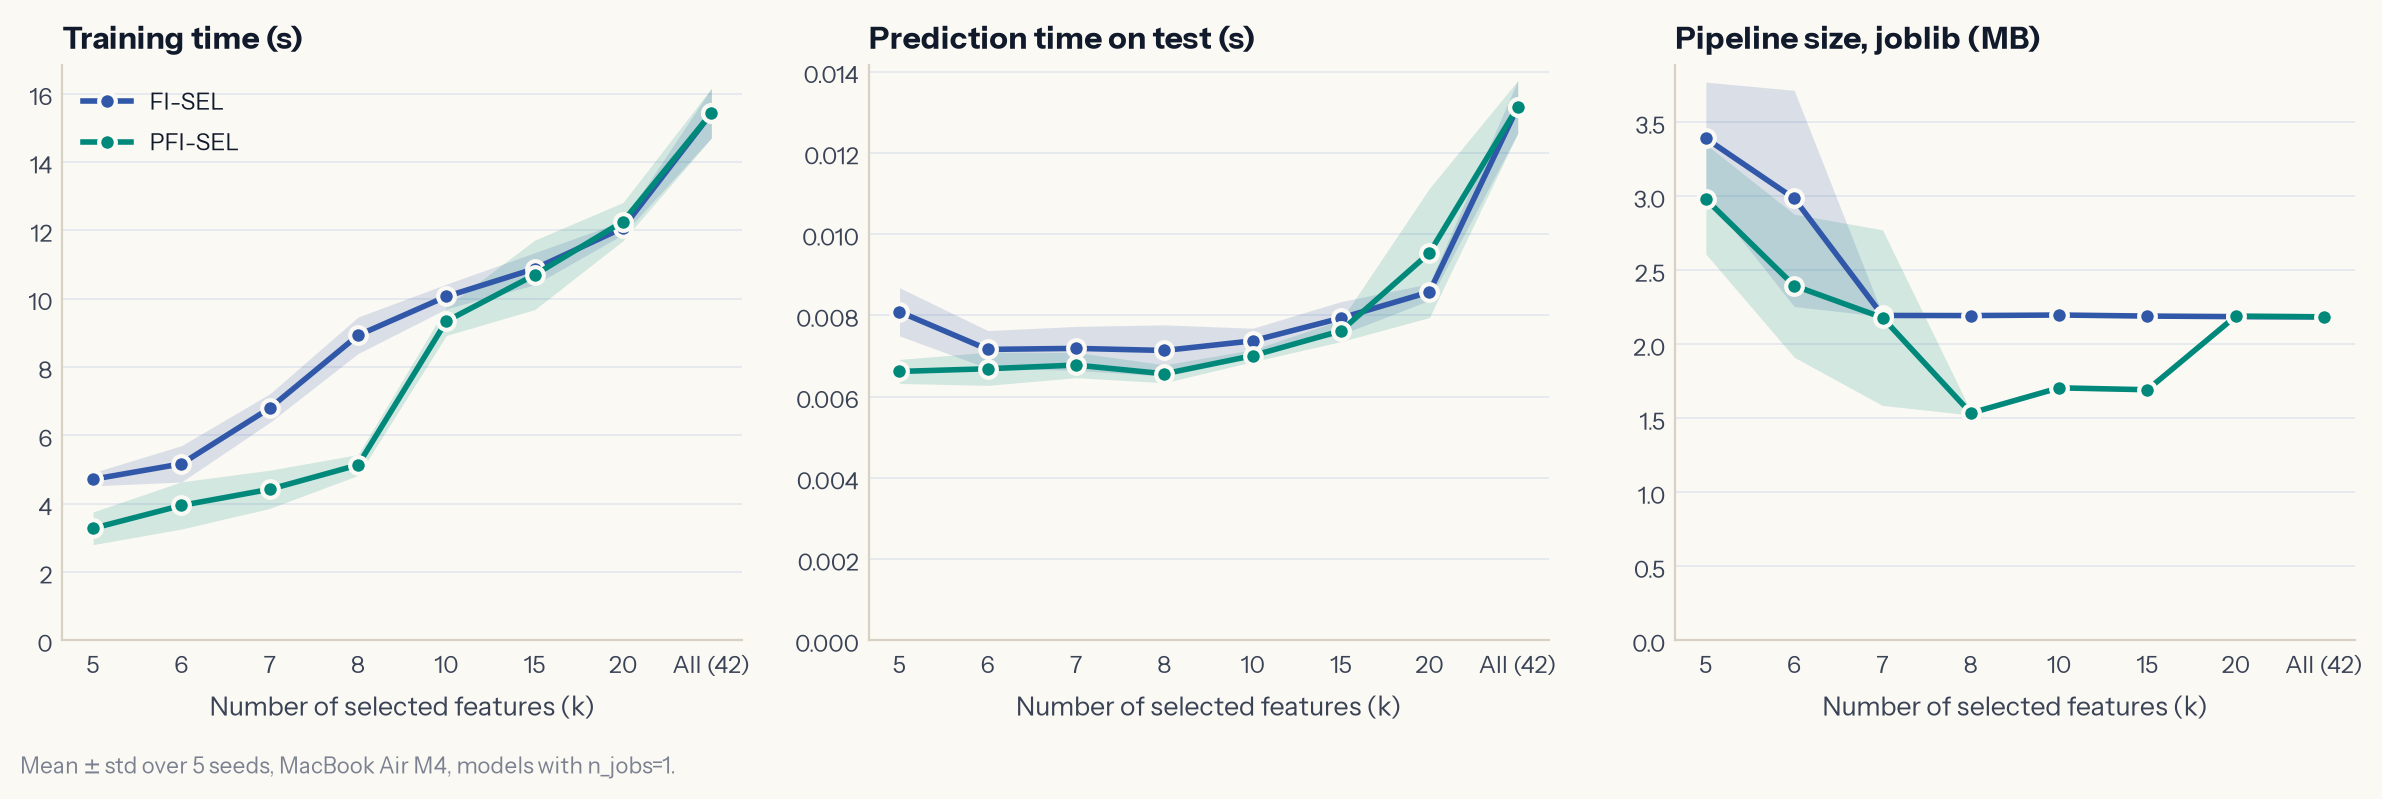 Training time (s)
16
14
12
10
8
6
4
2
0
FI-SEL
PFI-SEL
5 6 7 8 10 15 20 All (42)
Number of selected features (k)
Prediction time on test (s)
0.014
0.012
0.010
0.008
0.006
0.004
0.002
0.000
5 6 7 8 10 15 20 All (42)
Number of selected features (k)
Pipeline size, joblib (MB)
3.5
3.0
2.5
2.0
1.5
1.0
0.5
0.0
5 6 7 8 10 15 20 All (42)
Number of selected features (k)
Mean ± std over 5 seeds, MacBook Air M4, models with n_jobs=1.